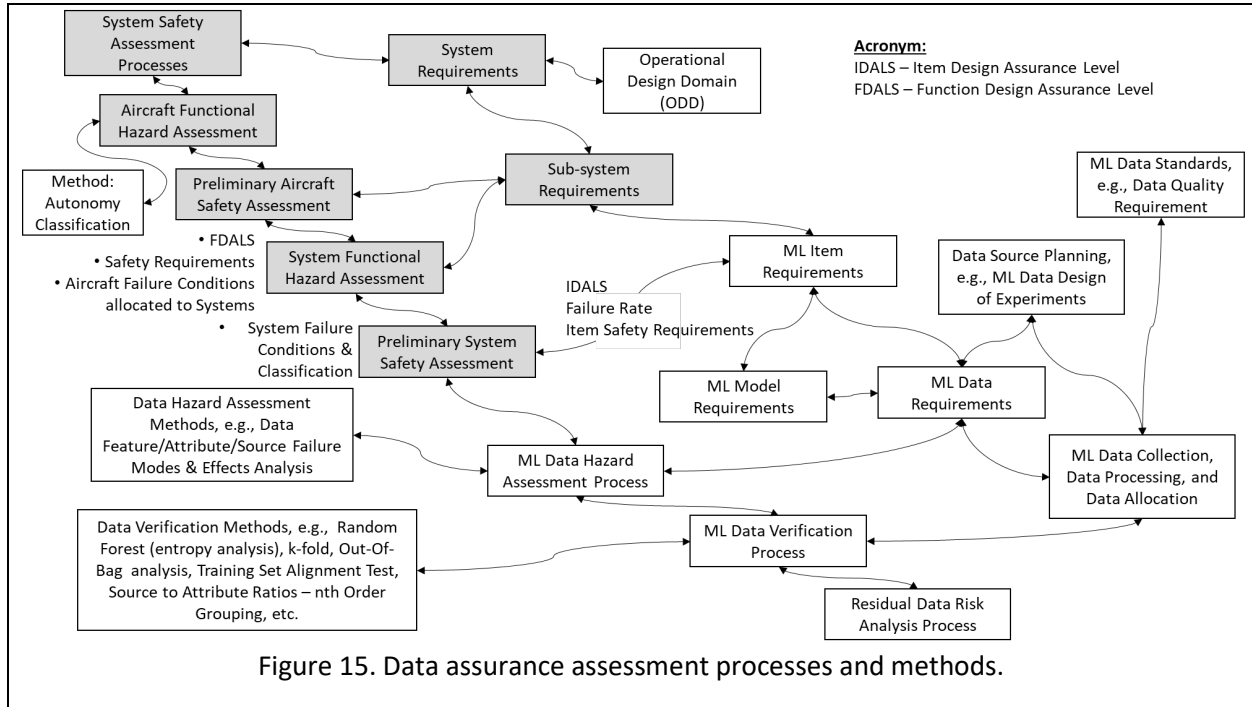 System Safety
Assessment
Processes
System
Requirements
Operational
Design Domain
(ODD)
Acronym:
IDALS – Item Design Assurance Level
FDALS – Function Design Assurance Level
Aircraft Functional
Hazard Assessment
Method:
Autonomy
Classification
Preliminary Aircraft
Safety Assessment
Sub-system
Requirements
ML Data Standards,
e.g., Data Quality
Requirement
• FDALS
• Safety Requirements
• Aircraft Failure Conditions
allocated to Systems
System Functional
Hazard Assessment
ML Item
Requirements
Data Source Planning,
e.g., ML Data Design
of Experiments
IDALS
Failure Rate
Item Safety Requirements
• System Failure
Conditions &
Classification
Preliminary System
Safety Assessment
ML Model
Requirements
ML Data
Requirements
Data Hazard Assessment
Methods, e.g., Data
Feature/Attribute/Source Failure
Modes & Effects Analysis
ML Data Hazard
Assessment Process
ML Data Collection,
Data Processing, and
Data Allocation
Data Verification Methods, e.g., Random
Forest (entropy analysis), k-fold, Out-Of-
Bag analysis, Training Set Alignment Test,
Source to Attribute Ratios – nth Order
Grouping, etc.
ML Data Verification
Process
Residual Data Risk
Analysis Process
Figure 15. Data assurance assessment processes and methods.